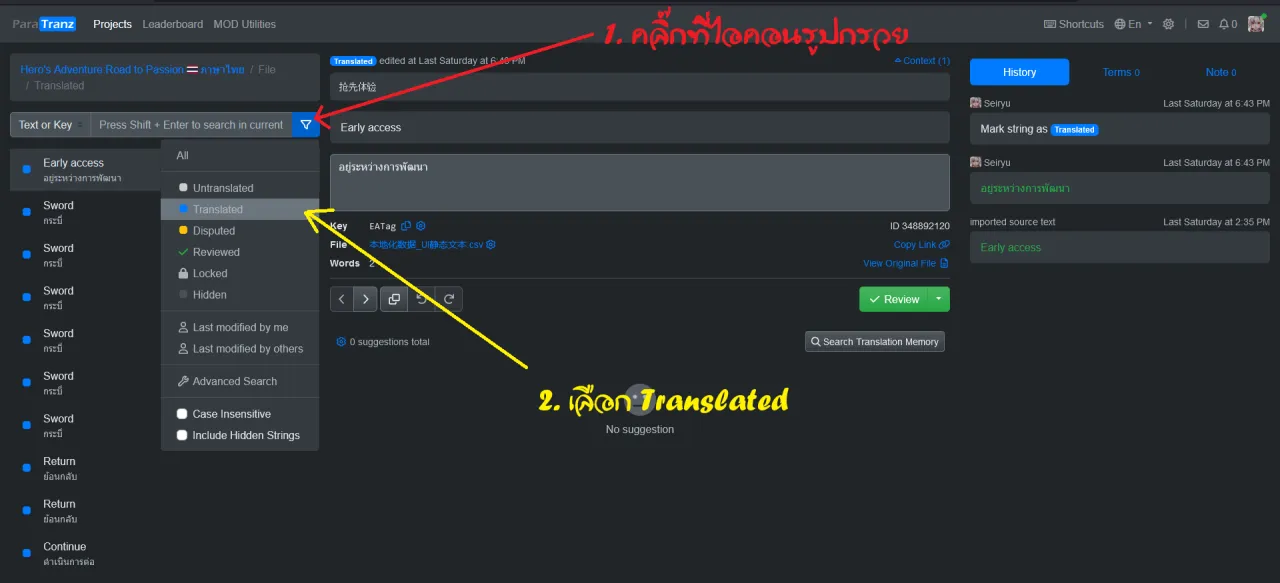 ParaTranz Projects Leaderboard MOD Utilities Shortcuts En 0
1. คลิ๊กที่ไอคอนรูปกรวย
Hero's Adventure Road to Passion 🇹🇭 ภาษาไทย / File
/ Translated
Text or Key Press Shift + Enter to search in current
All
Untranslated
Translated
Disputed
Reviewed
Locked
Hidden
Last modified by me
Last modified by others
Advanced Search
Case Insensitive
Include Hidden Strings
Early access
อยู่ระหว่างการพัฒนา
Sword
กระบี่
Sword
กระบี่
Sword
กระบี่
Sword
กระบี่
Sword
กระบี่
Sword
กระบี่
Return
ย้อนกลับ
Return
ย้อนกลับ
Continue
ดำเนินการต่อ
Translated edited at Last Saturday at 6:43 PM Context (1)
抢先体验
Early access
อยู่ระหว่างการพัฒนา
Key EATag ID 348892120
File 本地化数据_UI静态文本.csv Copy Link
Words 2 View Original File
Review
0 suggestions total Search Translation Memory
2. เลือก Translated
No suggestion
History Terms 0 Note 0
Seiryu Last Saturday at 6:43 PM
Mark string as Translated
Seiryu Last Saturday at 6:43 PM
อยู่ระหว่างการพัฒนา
imported source text Last Saturday at 2:35 PM
Early access